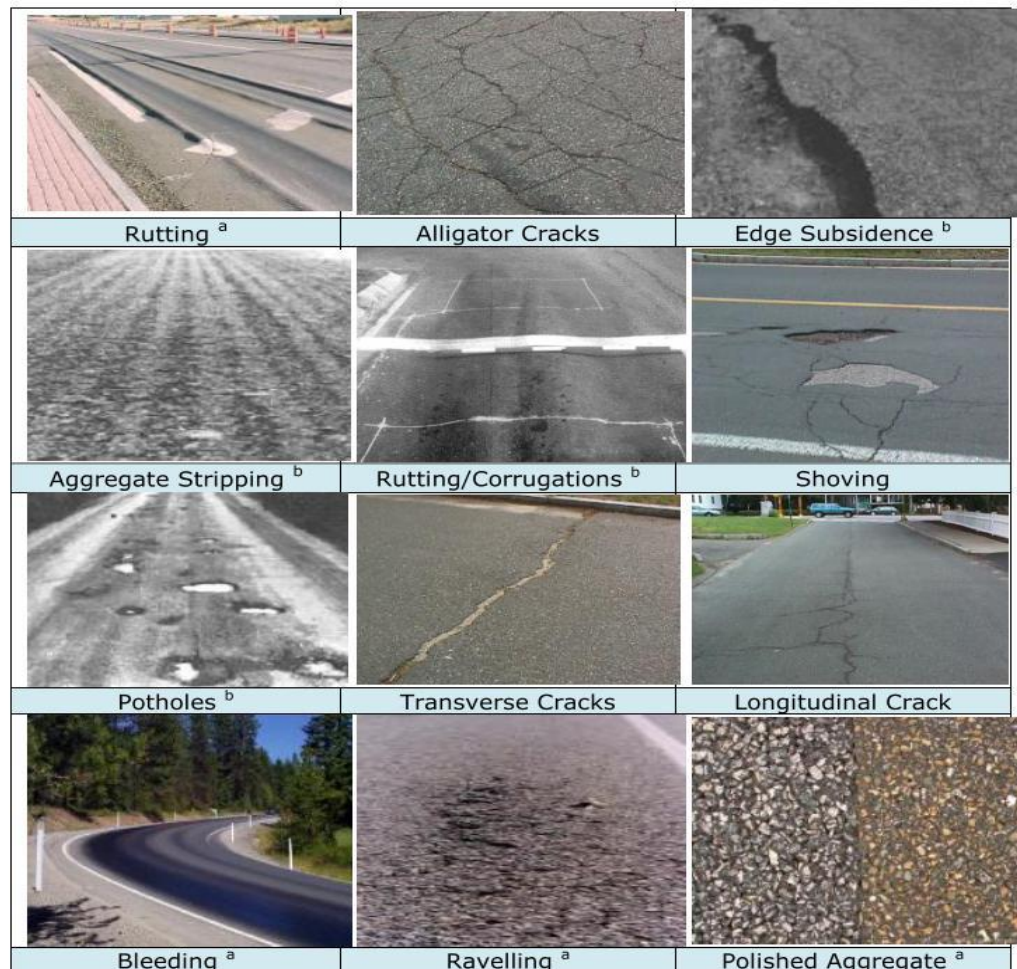 Rutting ᵃ
Alligator Cracks
Edge Subsidence ᵇ
Aggregate Stripping ᵇ
Rutting/Corrugations ᵇ
Shoving
Potholes ᵇ
Transverse Cracks
Longitudinal Crack
Bleeding ᵃ
Ravelling ᵃ
Polished Aggregate ᵃ